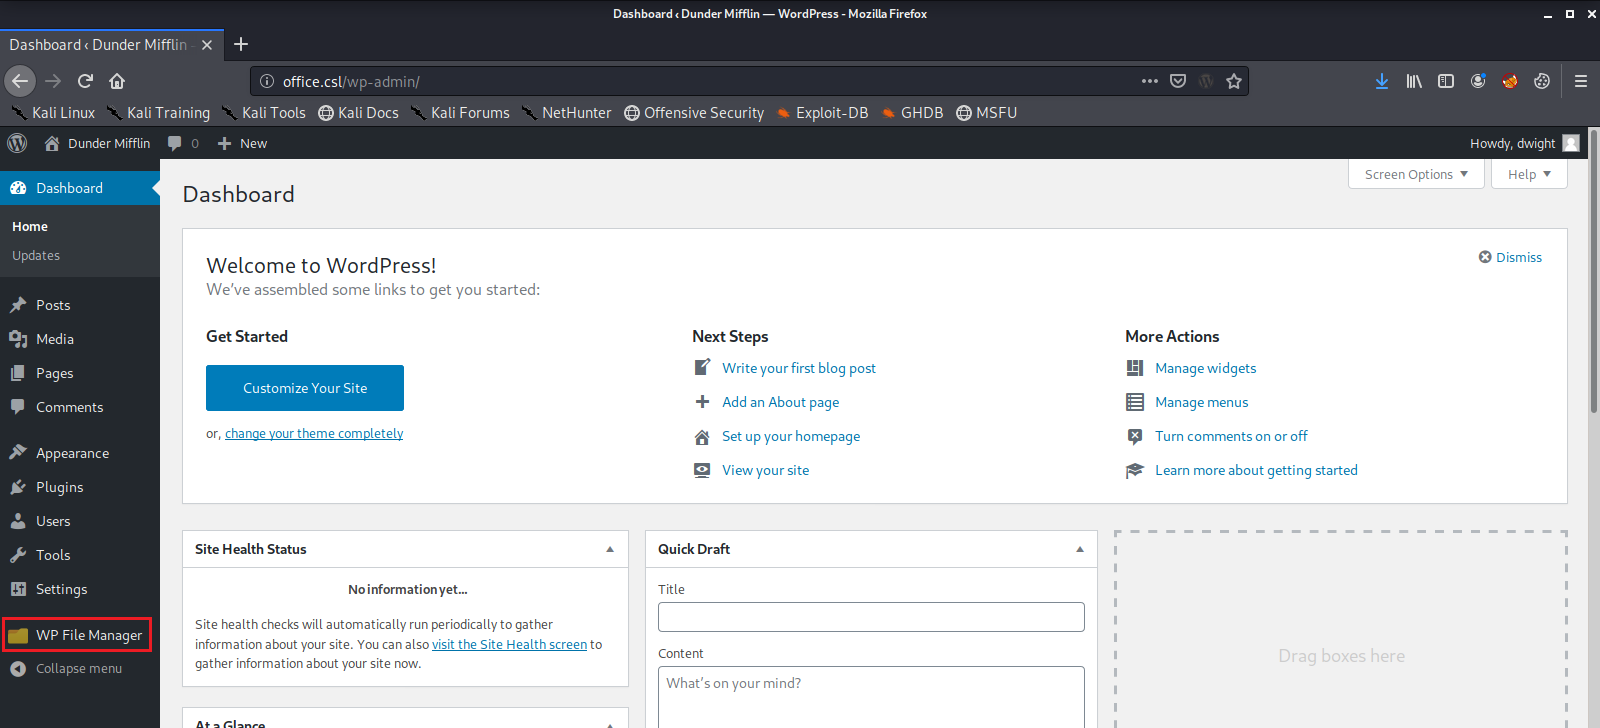 Dashboard ‹ Dunder Mifflin — WordPress - Mozilla Firefox
Dashboard ‹ Dunder Mifflin -
office.csl/wp-admin/
Kali Linux Kali Training Kali Tools Kali Docs Kali Forums NetHunter Offensive Security Exploit-DB GHDB MSFU
Dunder Mifflin 0 New Howdy, dwight
Dashboard
Home
Updates
Posts
Media
Pages
Comments
Appearance
Plugins
Users
Tools
Settings
WP File Manager
Collapse menu
Screen Options Help
Dashboard
Welcome to WordPress!
Dismiss
We've assembled some links to get you started:
Get Started
Customize Your Site
or, change your theme completely
Next Steps
Write your first blog post
Add an About page
Set up your homepage
View your site
More Actions
Manage widgets
Manage menus
Turn comments on or off
Learn more about getting started
Site Health Status
No information yet...
Site health checks will automatically run periodically to gather
information about your site. You can also visit the Site Health screen to
gather information about your site now.
At a Glance
Quick Draft
Title
Content
What's on your mind?
Drag boxes here